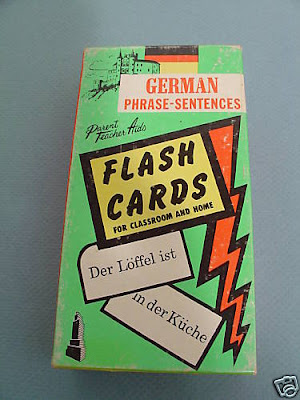 GERMAN
PHRASE-SENTENCES
Parent
Teacher Aids
FLASH
CARDS
FOR CLASSROOM AND HOME
Der Löffel ist
in der Küche